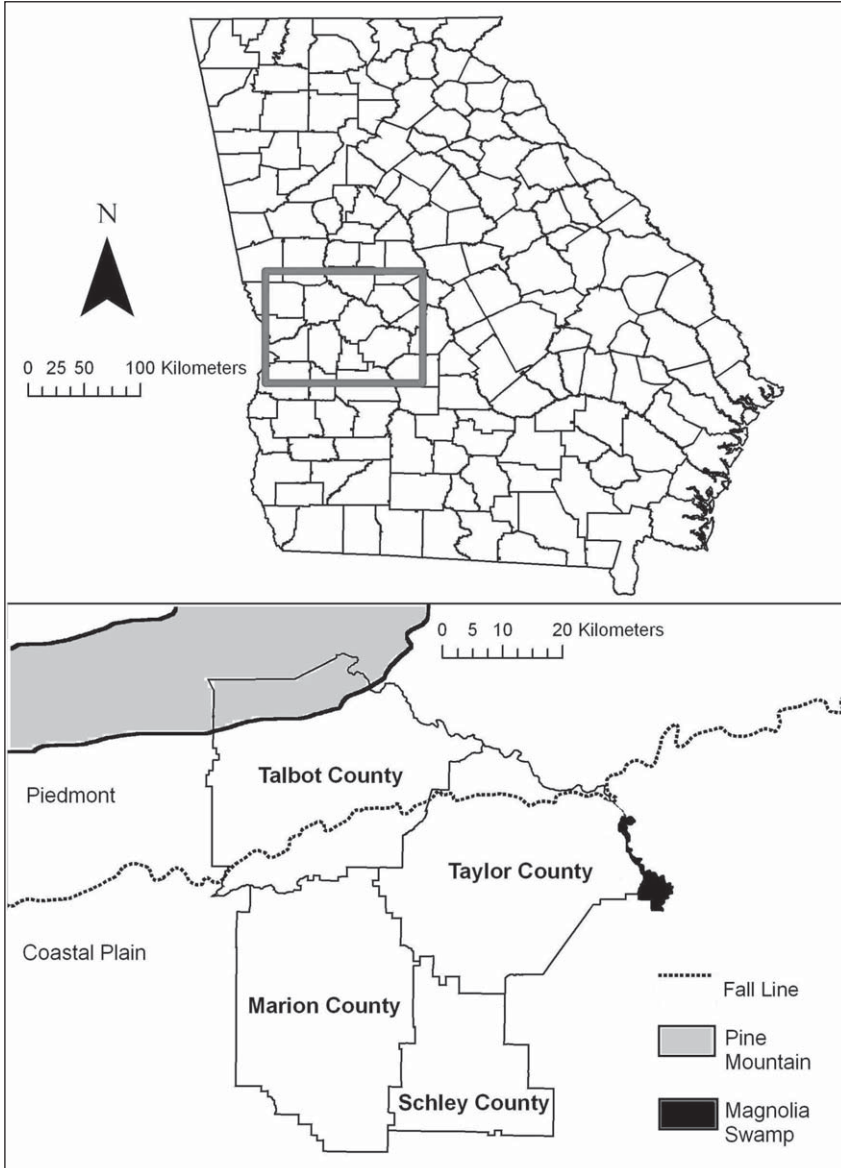 N
0 25 50 100 Kilometers
0 5 10 20 Kilometers
Talbot County
Piedmont
Taylor County
Coastal Plain
Fall Line
Marion County
Pine
Mountain
Schley County
Magnolia
Swamp